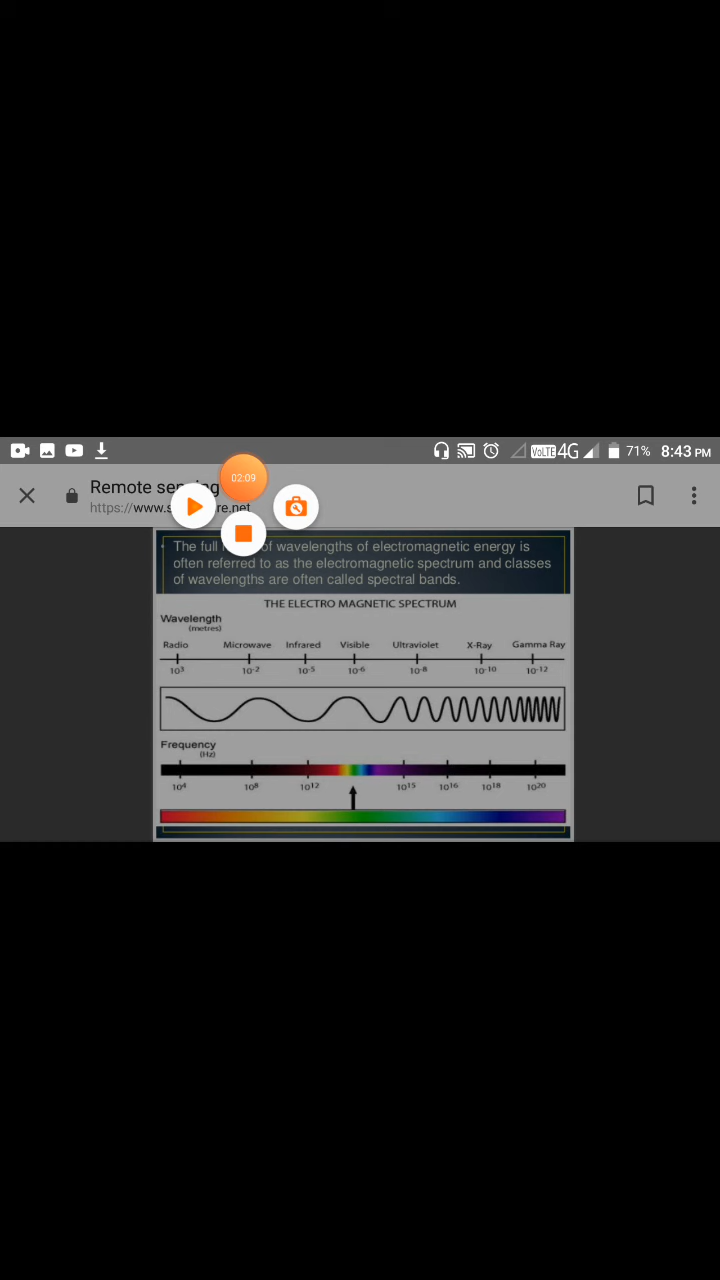 VoLTE 4G 71% 8:43 PM
02:09
Remote sensing
https://www.s re.net
• The full of wavelengths of electromagnetic energy is
often referred to as the electromagnetic spectrum and classes
of wavelengths are often called spectral bands.
THE ELECTRO MAGNETIC SPECTRUM
Wavelength
(metres)
Radio Microwave Infrared Visible Ultraviolet X-Ray Gamma Ray
10³ 10⁻² 10⁻⁵ 10⁻⁶ 10⁻⁸ 10⁻¹⁰ 10⁻¹²
Frequency
(Hz)
10⁴ 10⁸ 10¹² 10¹⁵ 10¹⁶ 10¹⁸ 10²⁰